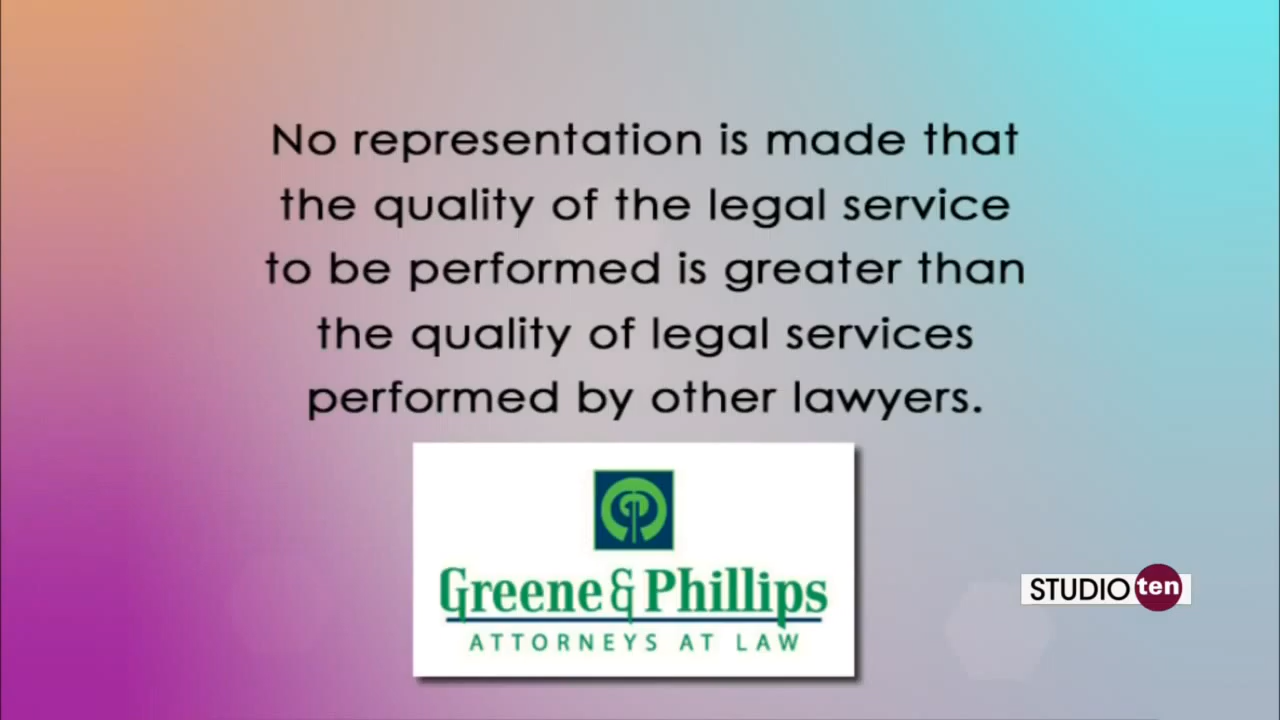 No representation is made that
the quality of the legal service
to be performed is greater than
the quality of legal services
performed by other lawyers.
Greene & Phillips
ATTORNEYS AT LAW
STUDIO ten